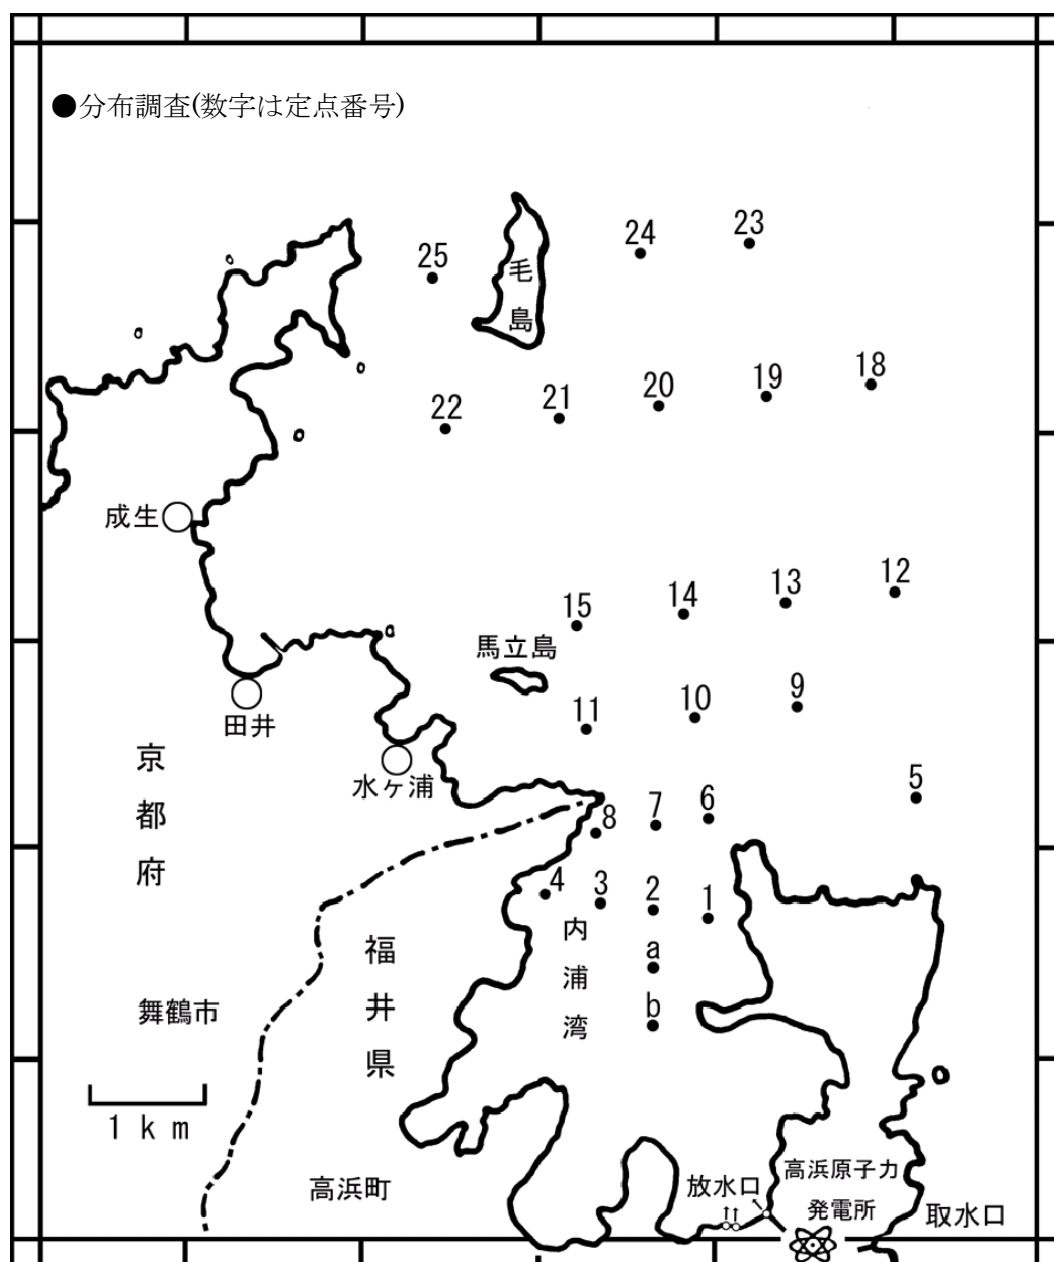 ●分布調査(数字は定点番号)
23
24
25
毛
島
18
19
20
21
22
成生
12
13
14
15
馬立島
9
10
11
田井
京
都
府
水ヶ浦
5
6
7
8
4
3
2
1
内
浦
湾
a
b
福
井
県
舞鶴市
1 km
高浜町
放水口
高浜原子力
発電所
取水口